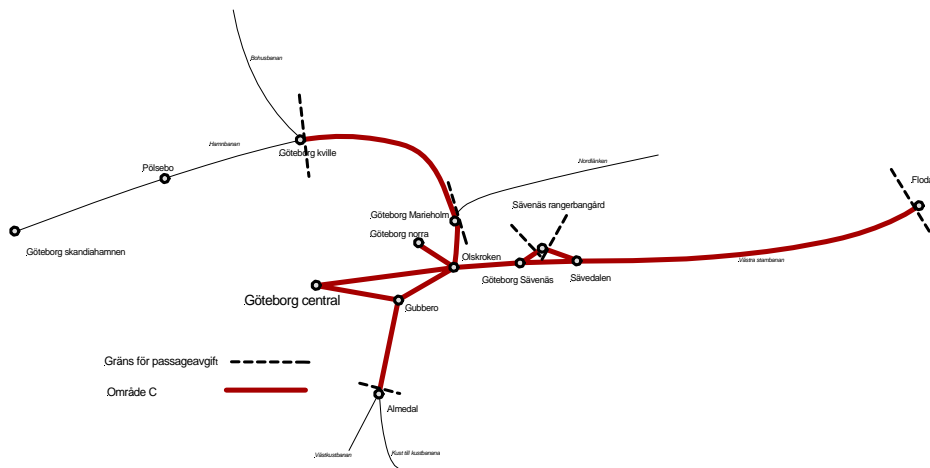 Bohusbanan
Hamnbanan
Göteborg kville
Nordlänken
Pölsebo
Floda
Sävenäs rangerbangård
Göteborg Marieholm
Göteborg norra
Göteborg skandiahamnen
Olskroken
Västra stambanan
Göteborg Sävenäs
Sävedalen
Göteborg central
Gubbero
Gräns för passageavgift
Område C
Almedal
Västkustbanan
Kust till kustbanana